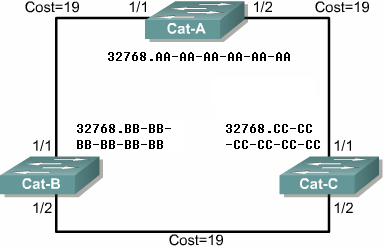 Cost=19 1/1 1/2 Cost=19
Cat-A
32768.AA-AA-AA-AA-AA-AA
32768.BB-BB-
BB-BB-BB-BB
32768.CC-CC
-CC-CC-CC-CC
1/1 1/1
Cat-B Cat-C
1/2 1/2
Cost=19